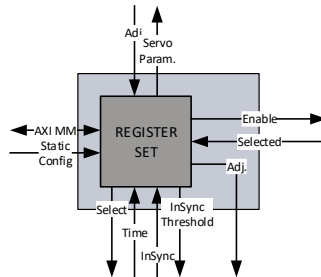 Adj
Servo
Param.
AXI MM
Static
Config
REGISTER
SET
Enable
Selected
Adj.
Select
InSync
Threshold
Time
InSync